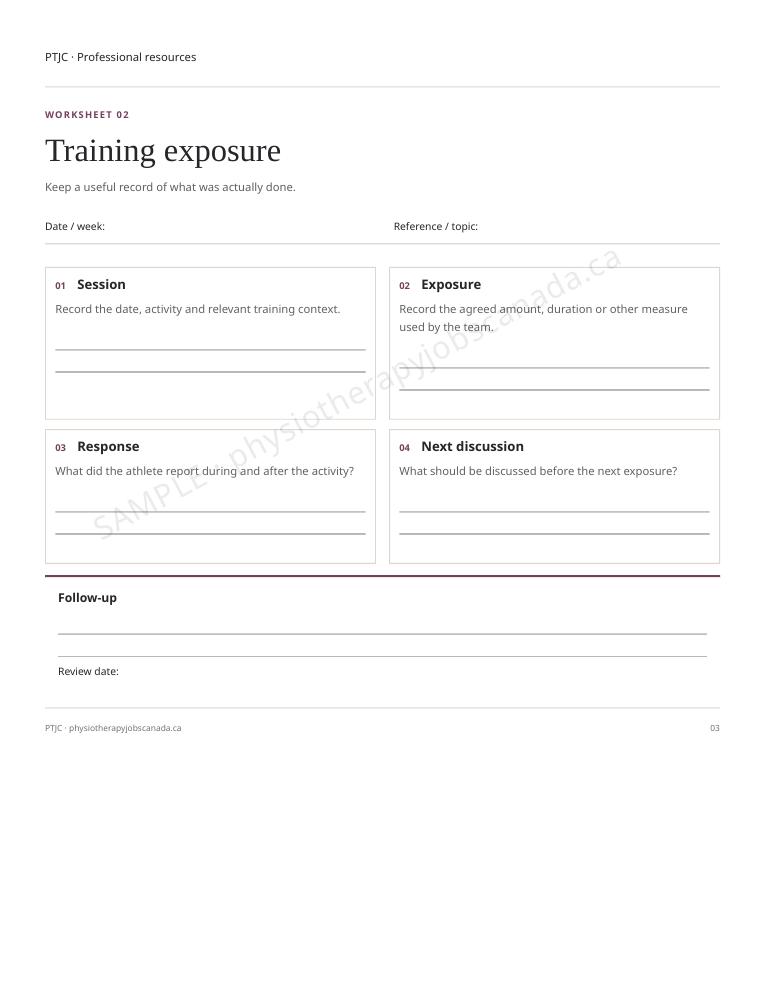 PTJC · Professional resources
WORKSHEET 02
Training exposure
Keep a useful record of what was actually done.
Date / week:
Reference / topic:
01 Session
Record the date, activity and relevant training context.
02 Exposure
Record the agreed amount, duration or other measure
used by the team.
03 Response
What did the athlete report during and after the activity?
04 Next discussion
What should be discussed before the next exposure?
SAMPLE · physiotherapyjobscanada.ca
Follow-up
Review date:
PTJC · physiotherapyjobscanada.ca
03